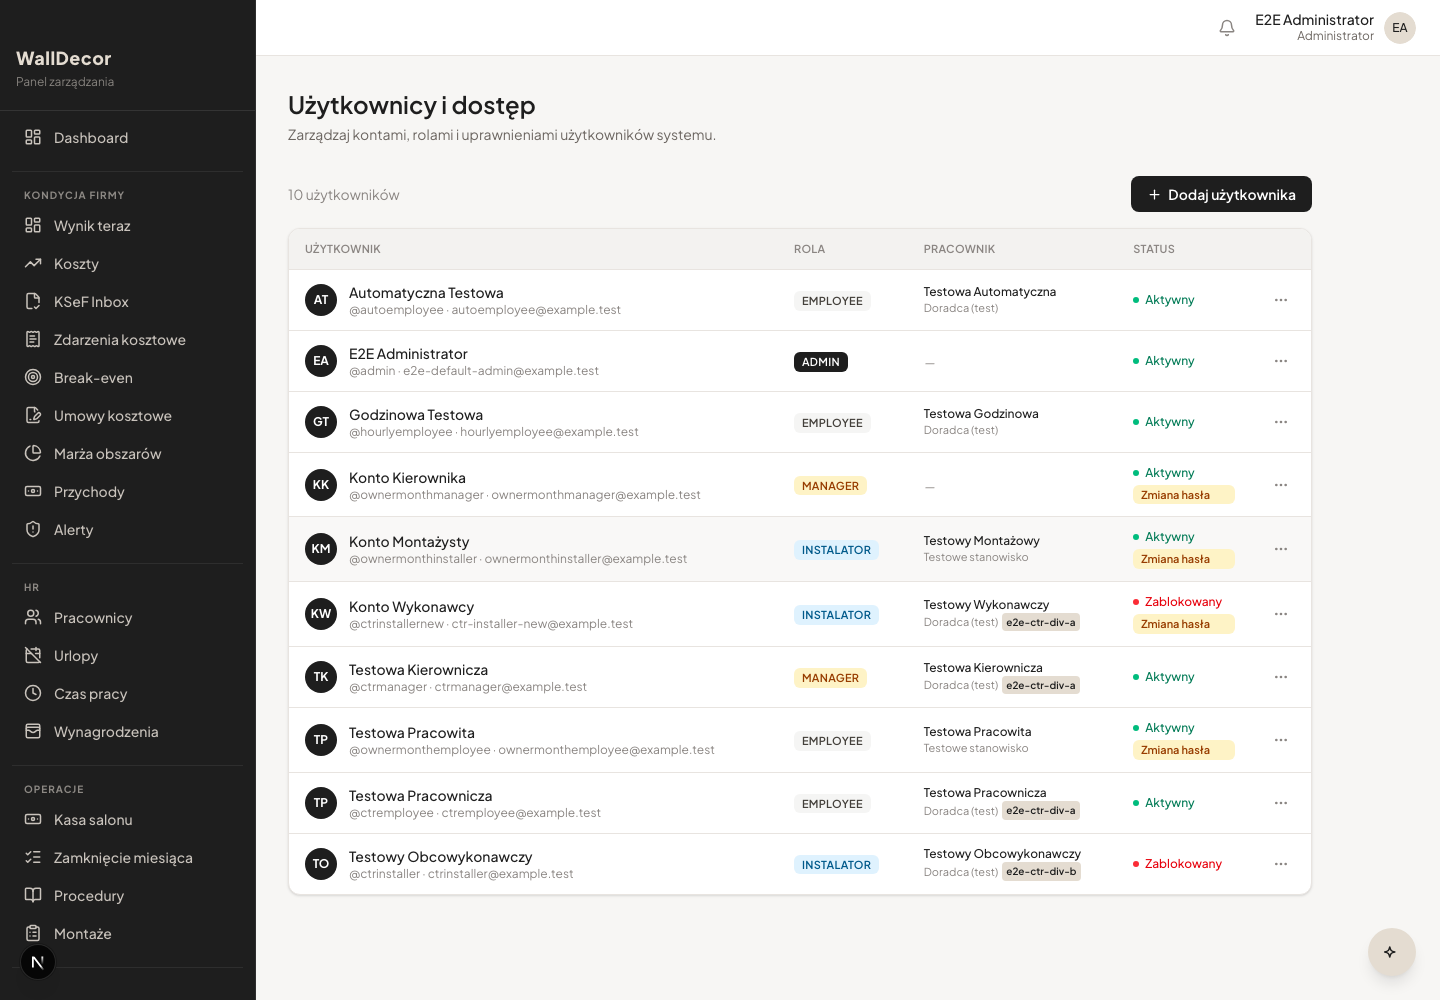 WallDecor
Panel zarządzania
Dashboard
KONDYCJA FIRMY
Wynik teraz
Koszty
KSeF Inbox
Zdarzenia kosztowe
Break-even
Umowy kosztowe
Marża obszarów
Przychody
Alerty
HR
Pracownicy
Urlopy
Czas pracy
Wynagrodzenia
OPERACJE
Kasa salonu
Zamknięcie miesiąca
Procedury
Montaże
N
E2E Administrator
Administrator
EA
Użytkownicy i dostęp
Zarządzaj kontami, rolami i uprawnieniami użytkowników systemu.
10 użytkowników
+ Dodaj użytkownika
UŻYTKOWNIK ROLA PRACOWNIK STATUS
AT Automatyczna Testowa
@autoemployee · autoemployee@example.test
EMPLOYEE
Testowa Automatyczna
Doradca (test)
Aktywny
EA E2E Administrator
@admin · e2e-default-admin@example.test
ADMIN
—
Aktywny
GT Godzinowa Testowa
@hourlyemployee · hourlyemployee@example.test
EMPLOYEE
Testowa Godzinowa
Doradca (test)
Aktywny
KK Konto Kierownika
@ownermonthmanager · ownermonthmanager@example.test
MANAGER
—
Aktywny
Zmiana hasła
KM Konto Montażysty
@ownermonthinstaller · ownermonthinstaller@example.test
INSTALATOR
Testowy Montażowy
Testowe stanowisko
Aktywny
Zmiana hasła
KW Konto Wykonawcy
@ctrinstallernew · ctr-installer-new@example.test
INSTALATOR
Testowy Wykonawczy
Doradca (test) e2e-ctr-div-a
Zablokowany
Zmiana hasła
TK Testowa Kierownicza
@ctrmanager · ctrmanager@example.test
MANAGER
Testowa Kierownicza
Doradca (test) e2e-ctr-div-a
Aktywny
TP Testowa Pracowita
@ownermonthemployee · ownermonthemployee@example.test
EMPLOYEE
Testowa Pracowita
Testowe stanowisko
Aktywny
Zmiana hasła
TP Testowa Pracownicza
@ctremployee · ctremployee@example.test
EMPLOYEE
Testowa Pracownicza
Doradca (test) e2e-ctr-div-a
Aktywny
TO Testowy Obcowykonawczy
@ctrinstaller · ctrinstaller@example.test
INSTALATOR
Testowy Obcowykonawczy
Doradca (test) e2e-ctr-div-b
Zablokowany